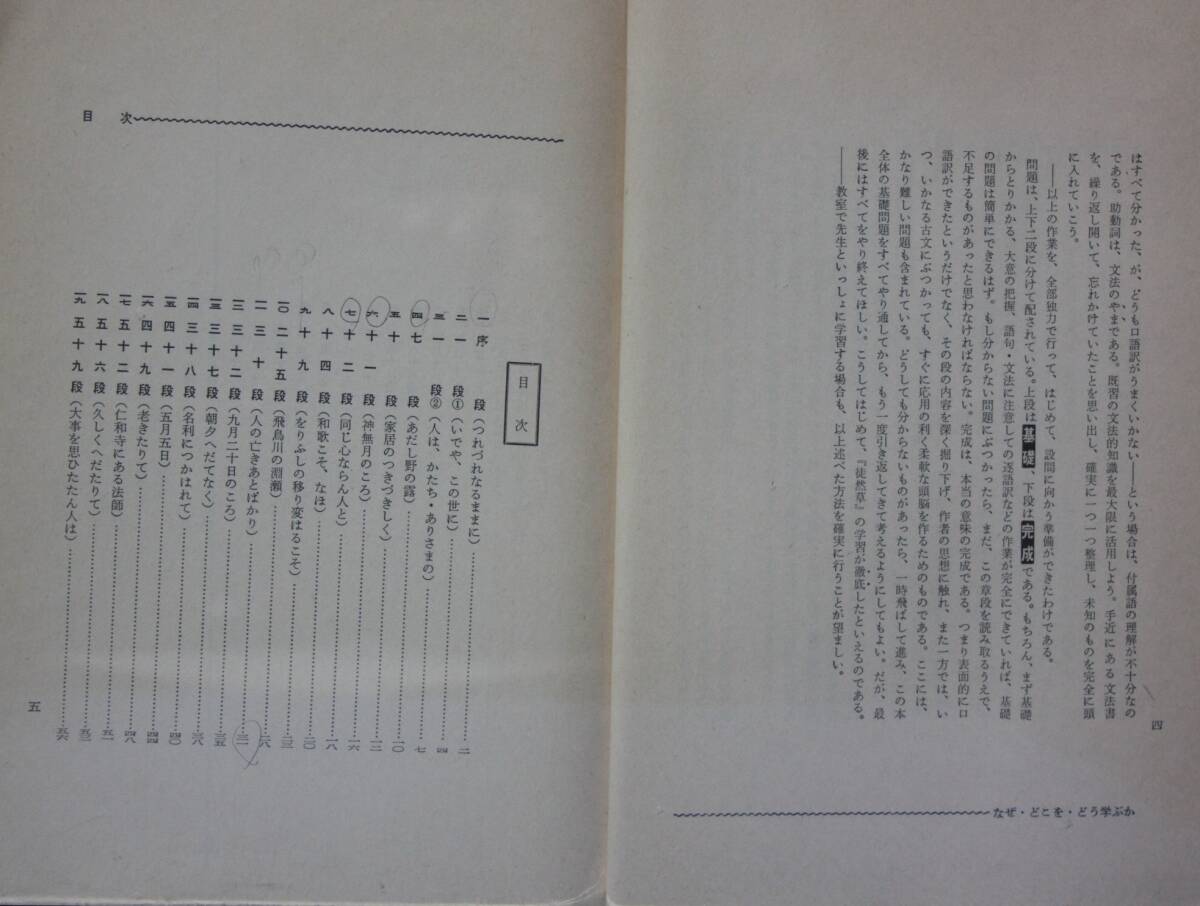 はすべて分かった、が、どうも口語訳がうまくいかない――という場合は、付属語の理解が不十分なの
である。助動詞は、文法のやまである。既習の文法的知識を最大限に活用しよう。手近にある文法書
を、繰り返し開いて、忘れかけていたことを思い出し、確実に一つ一つ整理し、未知のものを完全に頭
に入れていこう。
――以上の作業を、全部独力で行って、はじめて、設問に向かう準備ができたわけである。
問題は、上下二段に分けて配されている。上段は基礎、下段は完成である。もちろん、まず基礎
からとりかかる、大意の把握、語句・文法に注意しての逐語訳などの作業が完全にできていれば、基礎
の問題は簡単にできるはず。もし分からない問題にぶつかったら、まだ、この章段を読み取るうえで、
不足するものがあったと思わなければならない。完成は、本当の意味の完成である。つまり表面的に口
語訳ができたというだけでなく、その段の内容を深く掘り下げ、作者の思想に触れ、また一方では、い
つ、いかなる古文にぶつかっても、すぐに応用の利く柔軟な頭脳を作るためのものである。ここには、
かなり難しい問題も含まれている。どうしても分からないものがあったら、一時飛ばして進み、この本
全体の基礎問題をすべてやり通してから、もう一度引き返してきて考えるようにしてもよい。だが、最
後にはすべてをやり終えてほしい。こうしてはじめて、『徒然草』の学習が徹底したといえるのである。
――教室で先生といっしょに学習する場合も、以上述べた方法を確実に行うことが望ましい。
四
なぜ・どこを・どう学ぶか
目次
目次
一 序段(つれづれなるままに)……二
二 一段①(いでや、この世に)……四
三 一段②(人は、かたち・ありさまの)……七
四 七段(あだし野の露)……一〇
五 十段(家居のつきづきしく)……一二
六 十一段(神無月のころ)……一六
七 十二段(同じ心ならん人と)……一八
八 十四段(和歌こそ、なほ)……二〇
九 十九段(をりふしの移り変はるこそ)……二三
一〇 二十五段(飛鳥川の淵瀬)……二八
一一 三十段(人の亡きあとばかり)……三一
一二 三十二段(九月二十日のころ)……三五
一三 三十七段(朝夕へだてなく)……三八
一四 三十八段(名利につかはれて)……四〇
一五 四十一段(五月五日)……四四
一六 四十九段(老きたりて)……四八
一七 五十二段(仁和寺にある法師)……五一
一八 五十六段(久しくへだたりて)……五三
一九 五十九段(大事を思ひたたん人は)……五六
五